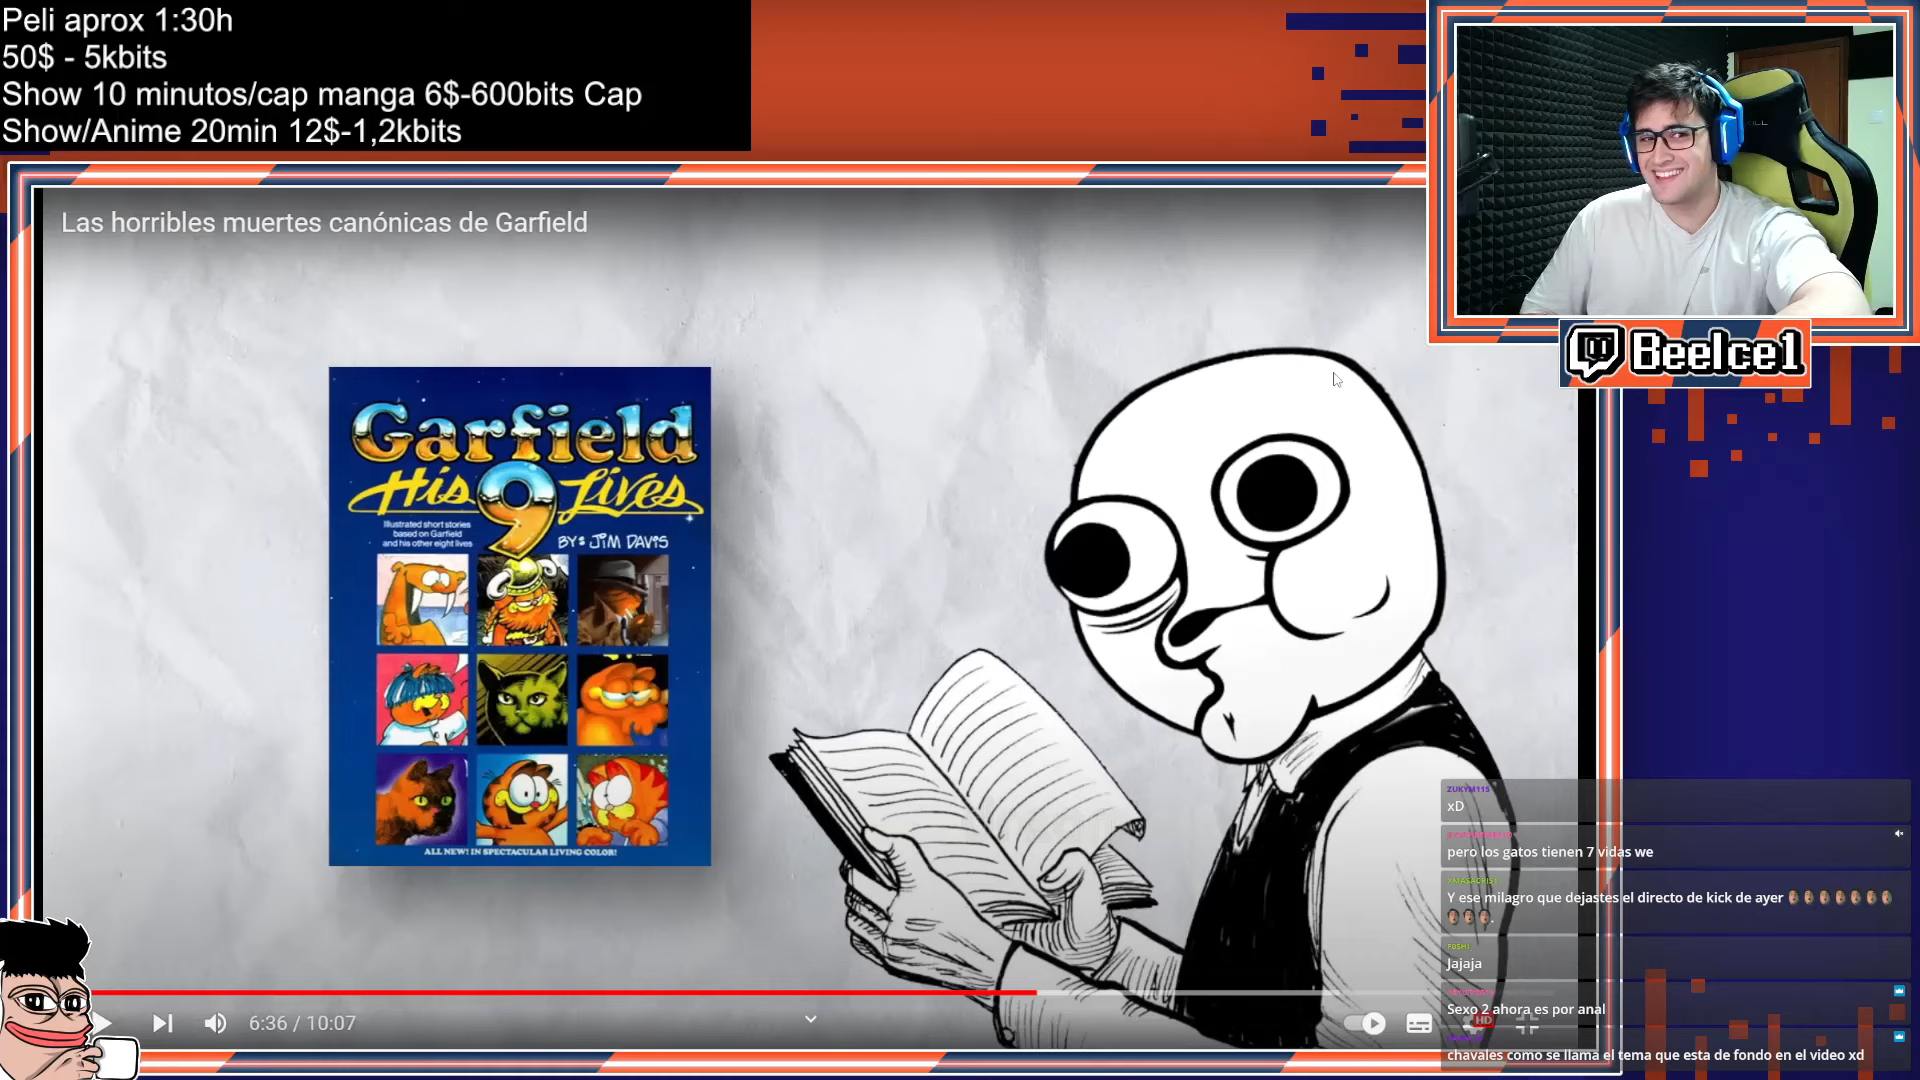 Peli aprox 1:30h
50$ - 5kbits
Show 10 minutos/cap manga 6$-600bits Cap
Show/Anime 20min 12$-1,2kbits
Las horribles muertes canónicas de Garfield
Beelce1
Garfield
His 9 Lives
Illustrated short stories
based on Garfield
and his other eight lives
BY: JIM DAVIS
ALL NEW! IN SPECTACULAR LIVING COLOR!
ZUKYM115
xD
pero los gatos tienen 7 vidas we
Y ese milagro que dejastes el directo de kick de ayer
F0SHI_
Jajaja
Sexo 2 ahora es por anal
chavales como se llama el tema que esta de fondo en el video xd
6:36 / 10:07
HD